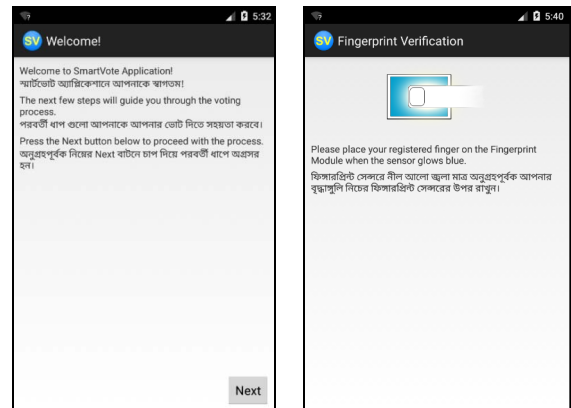 5:32
SV Welcome!
Welcome to SmartVote Application!
স্মার্টভোট অ্যাপ্লিকেশানে আপনাকে স্বাগতম!
The next few steps will guide you through the voting
process.
পরবর্তী ধাপ গুলো আপনাকে আপনার ভোট দিতে সহয়তা করবে।
Press the Next button below to proceed with the process.
অনুগ্রহপূর্বক নিম্নের Next বাটনে চাপ দিয়ে পরবর্তী ধাপে অগ্রসর
হন।
Next
5:40
SV Fingerprint Verification
Please place your registered finger on the Fingerprint
Module when the sensor glows blue.
ফিঙ্গারপ্রিন্ট সেন্সরে নীল আলো জ্বলা মাত্র অনুগ্রহপূর্বক আপনার
বৃদ্ধাঙ্গুলি নিচের ফিঙ্গারপ্রিন্ট সেন্সরের উপর রাখুন।